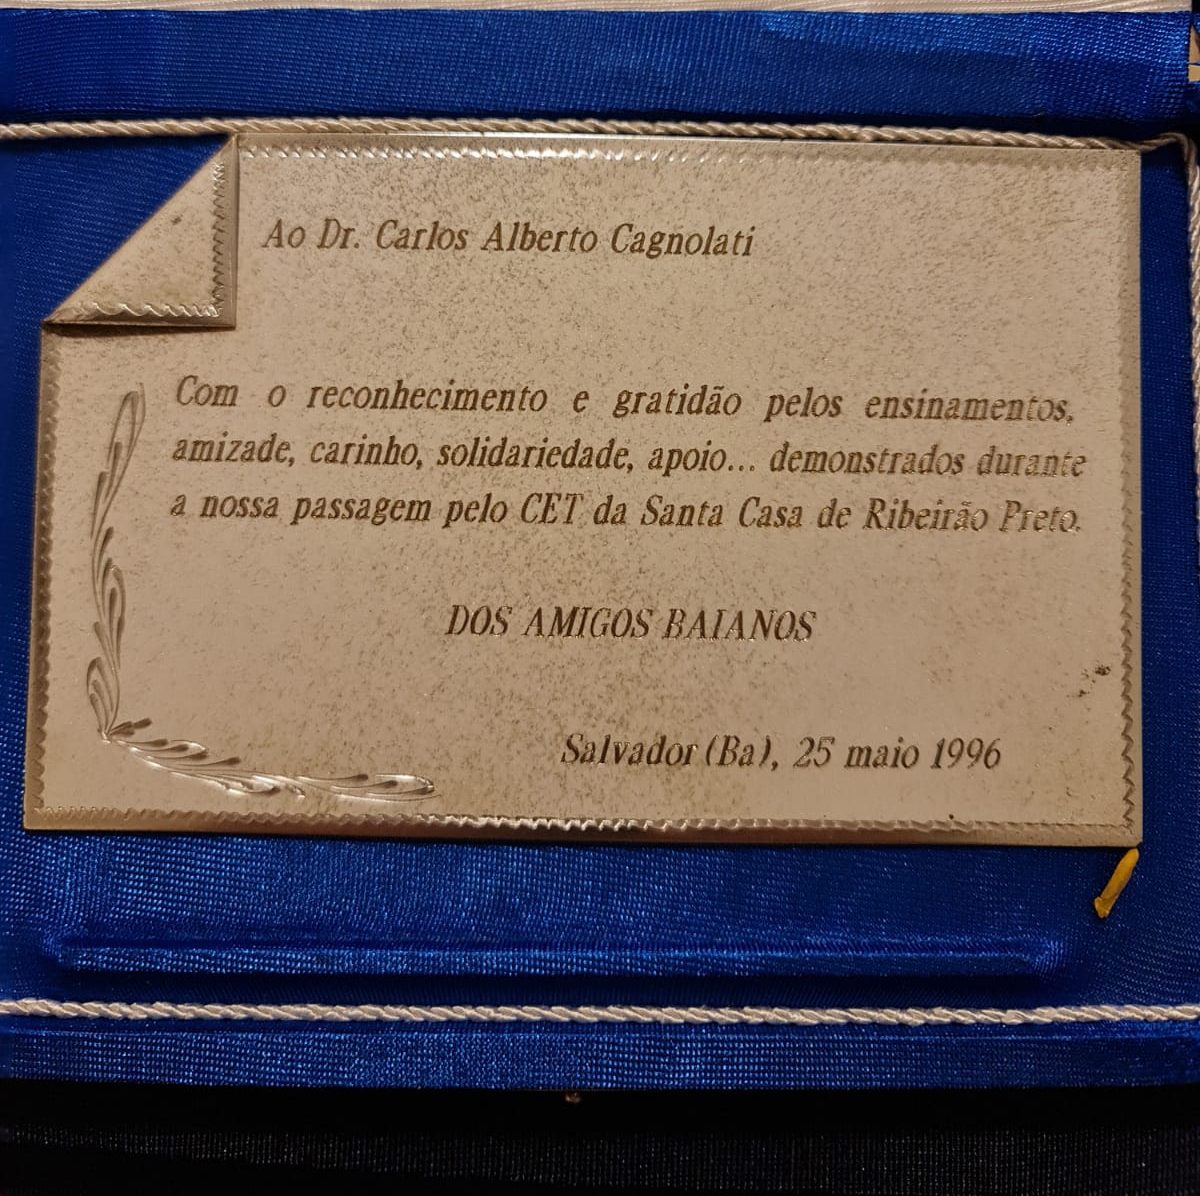 Ao Dr. Carlos Alberto Cagnolati
Com o reconhecimento e gratidão pelos ensinamentos,
amizade, carinho, solidariedade, apoio... demonstrados durante
a nossa passagem pelo CET da Santa Casa de Ribeirão Preto.
DOS AMIGOS BAIANOS
Salvador (Ba), 25 maio 1996